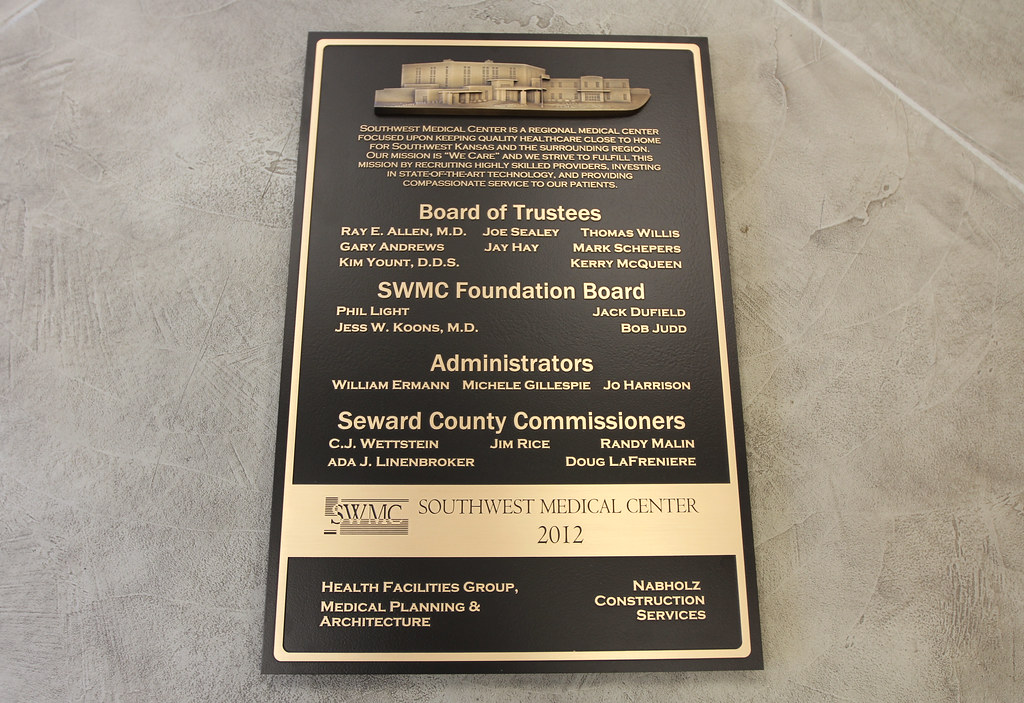 SOUTHWEST MEDICAL CENTER IS A REGIONAL MEDICAL CENTER
FOCUSED UPON KEEPING QUALITY HEALTHCARE CLOSE TO HOME
FOR SOUTHWEST KANSAS AND THE SURROUNDING REGION.
OUR MISSION IS "WE CARE" AND WE STRIVE TO FULFILL THIS
MISSION BY RECRUITING HIGHLY SKILLED PROVIDERS, INVESTING
IN STATE-OF-THE-ART TECHNOLOGY, AND PROVIDING
COMPASSIONATE SERVICE TO OUR PATIENTS.
Board of Trustees
RAY E. ALLEN, M.D. JOE SEALEY THOMAS WILLIS
GARY ANDREWS JAY HAY MARK SCHEPERS
KIM YOUNT, D.D.S. KERRY MCQUEEN
SWMC Foundation Board
PHIL LIGHT JACK DUFIELD
JESS W. KOONS, M.D. BOB JUDD
Administrators
WILLIAM ERMANN MICHELE GILLESPIE JO HARRISON
Seward County Commissioners
C.J. WETTSTEIN JIM RICE RANDY MALIN
ADA J. LINENBROKER DOUG LAFRENIERE
SWMC SOUTHWEST MEDICAL CENTER
2012
HEALTH FACILITIES GROUP,
MEDICAL PLANNING &
ARCHITECTURE
NABHOLZ
CONSTRUCTION
SERVICES